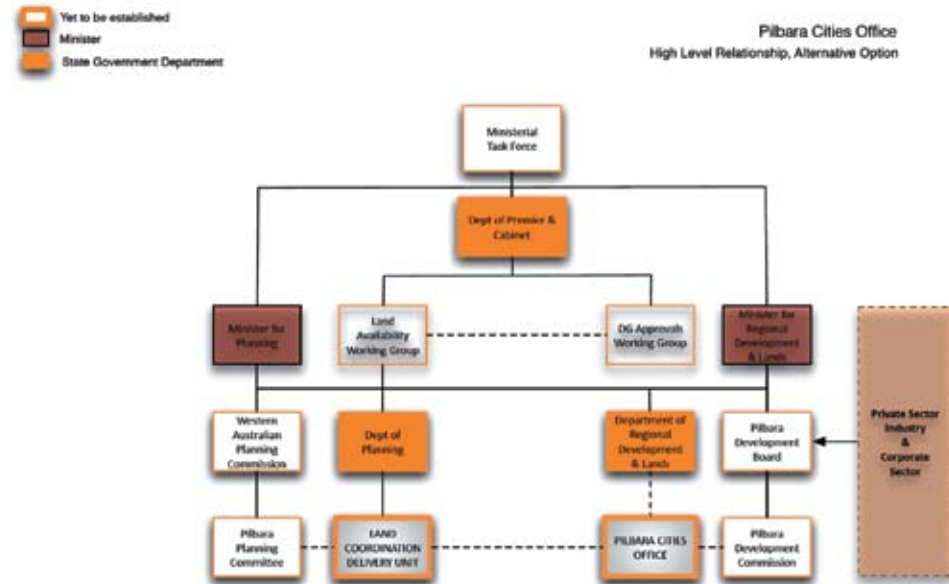 Yet to be established
Minister
State Government Department
Pilbara Cities Office
High Level Relationship, Alternative Option
Ministerial
Task Force
Dept of Premier &
Cabinet
Minister for
Planning
Land
Availability
Working Group
DG Approvals
Working Group
Minister for
Regional
Development
& Lands
Western
Australian
Planning
Commission
Dept of
Planning
Department of
Regional
Development
& Lands
Pilbara
Development
Board
Private Sector
Industry
&
Corporate
Sector
Pilbara
Planning
Committee
LAND
COORDINATION
DELIVERY UNIT
PILBARA CITIES
OFFICE
Pilbara
Development
Commission